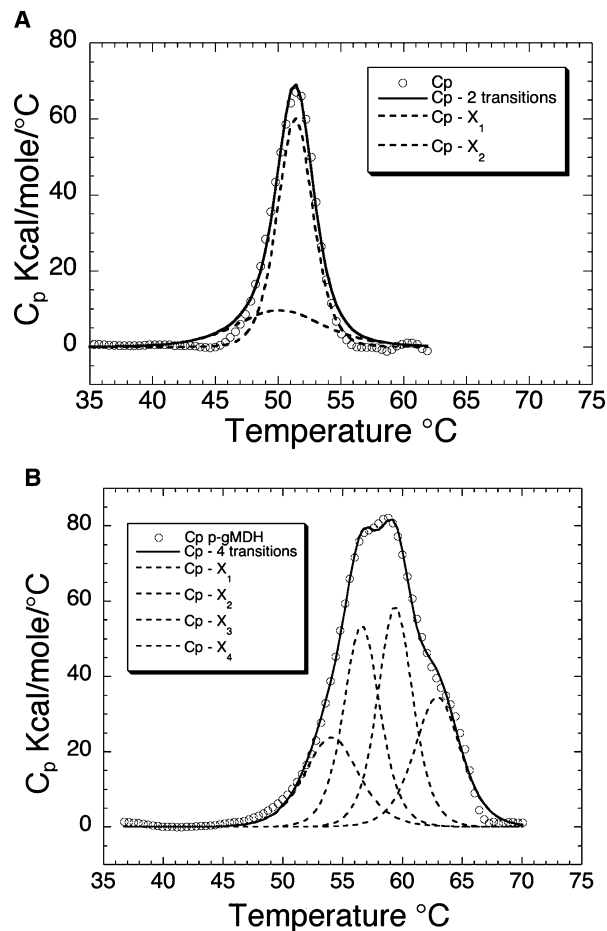 A
80
60
40
20
0
Cp Kcal/mole/°C
Cp
Cp - 2 transitions
Cp - X1
Cp - X2
35 40 45 50 55 60 65 70 75
Temperature °C
B
80
60
40
20
0
Cp Kcal/mole/°C
Cp p-gMDH
Cp - 4 transitions
Cp - X1
Cp - X2
Cp - X3
Cp - X4
35 40 45 50 55 60 65 70 75
Temperature °C